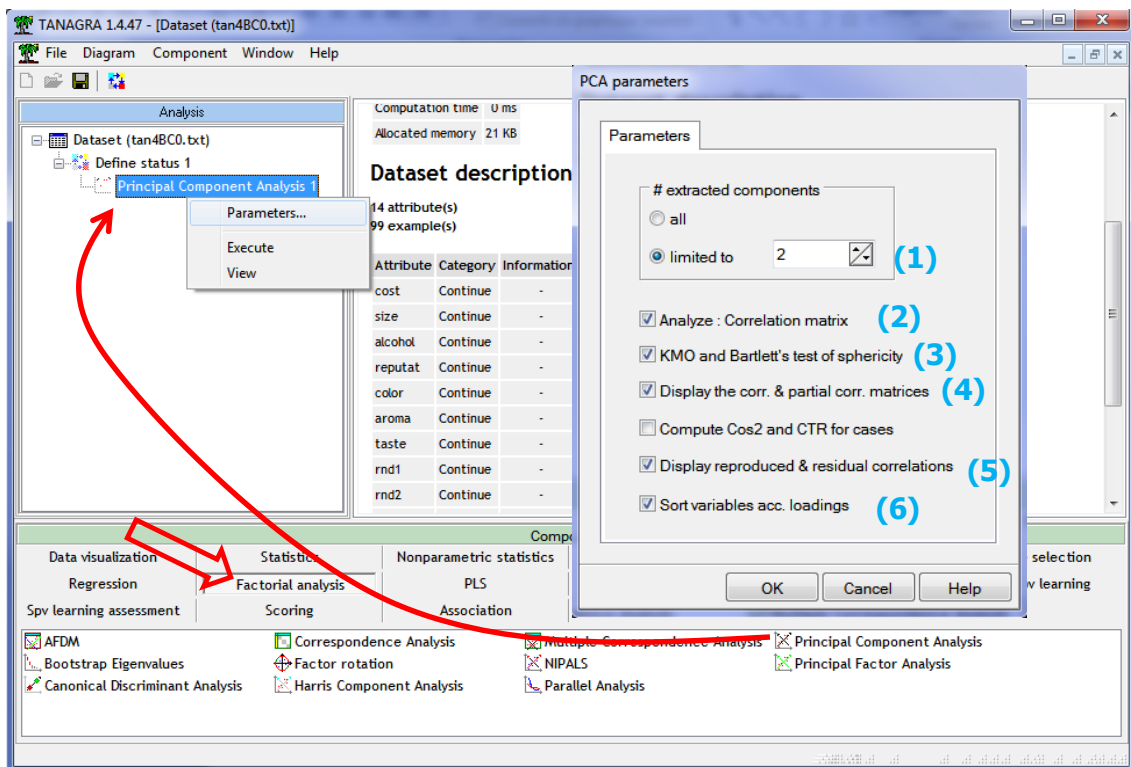 TANAGRA 1.4.47 - [Dataset (tan4BC0.txt)]
File Diagram Component Window Help
Analysis
Dataset (tan4BC0.txt)
Define status 1
Principal Component Analysis 1
Parameters...
Execute
View
Computation time 0 ms
Allocated memory 21 KB
Dataset description
14 attribute(s)
99 example(s)
Attribute Category Information
cost Continue -
size Continue -
alcohol Continue -
reputat Continue -
color Continue -
aroma Continue -
taste Continue -
rnd1 Continue -
rnd2 Continue -
PCA parameters
Parameters
# extracted components
all
limited to 2 (1)
Analyze : Correlation matrix (2)
KMO and Bartlett's test of sphericity (3)
Display the corr. & partial corr. matrices (4)
Compute Cos2 and CTR for cases
Display reproduced & residual correlations (5)
Sort variables acc. loadings (6)
OK Cancel Help
Data visualization Statistics Nonparametric statistics selection
Regression Factorial analysis PLS learning
Spv learning assessment Scoring Association
AFDM Correspondence Analysis Multiple Correspondence Analysis Principal Component Analysis
Bootstrap Eigenvalues Factor rotation NIPALS Principal Factor Analysis
Canonical Discriminant Analysis Harris Component Analysis Parallel Analysis